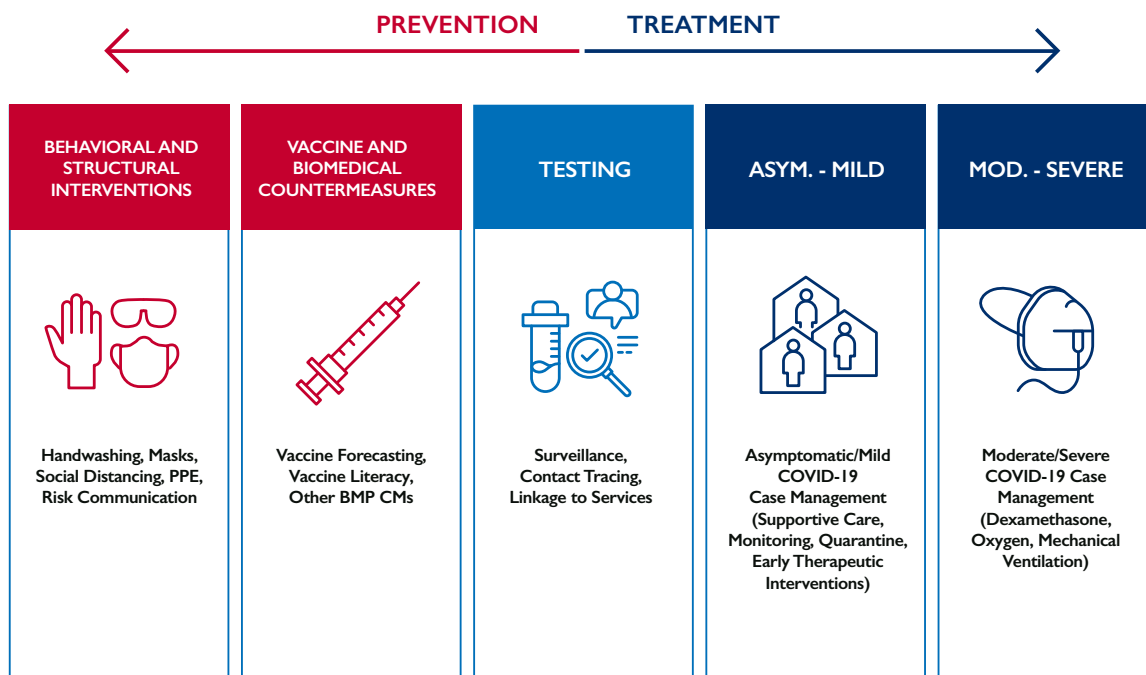 PREVENTION TREATMENT
BEHAVIORAL AND
STRUCTURAL
INTERVENTIONS
Handwashing, Masks,
Social Distancing, PPE,
Risk Communication
VACCINE AND
BIOMEDICAL
COUNTERMEASURES
Vaccine Forecasting,
Vaccine Literacy,
Other BMP CMs
TESTING
Surveillance,
Contact Tracing,
Linkage to Services
ASYM. - MILD
Asymptomatic/Mild
COVID-19
Case Management
(Supportive Care,
Monitoring, Quarantine,
Early Therapeutic
Interventions)
MOD. - SEVERE
Moderate/Severe
COVID-19 Case
Management
(Dexamethasone,
Oxygen, Mechanical
Ventilation)